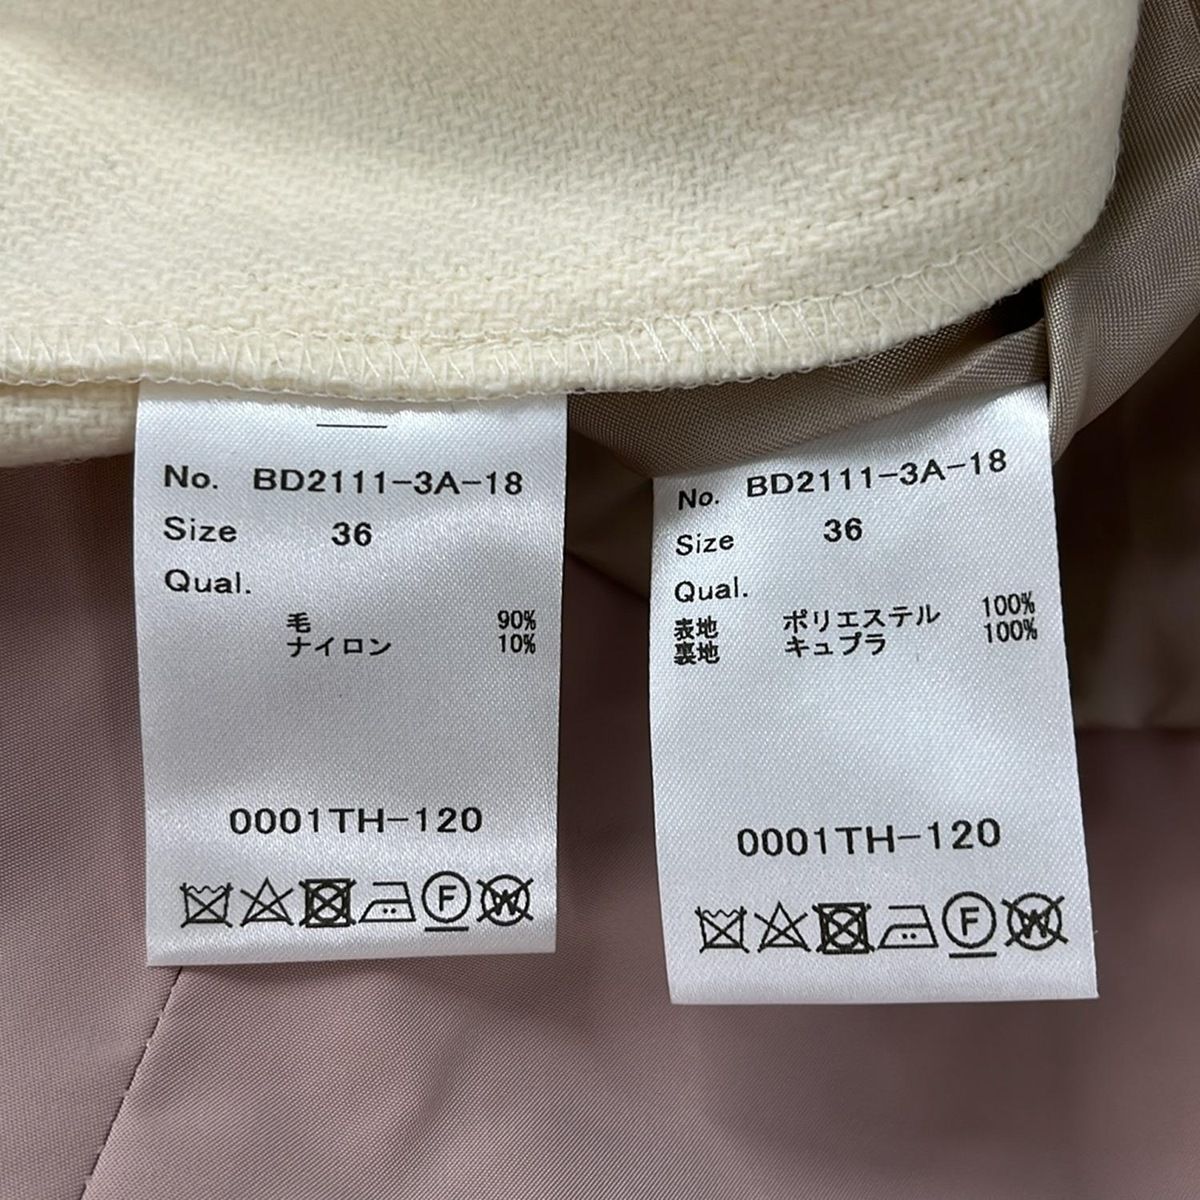 No. BD2111-3A-18
Size 36
Qual.
毛 90%
ナイロン 10%
0001TH-120
F W
No. BD2111-3A-18
Size 36
Qual.
表地 ポリエステル 100%
裏地 キュプラ 100%
0001TH-120
F W